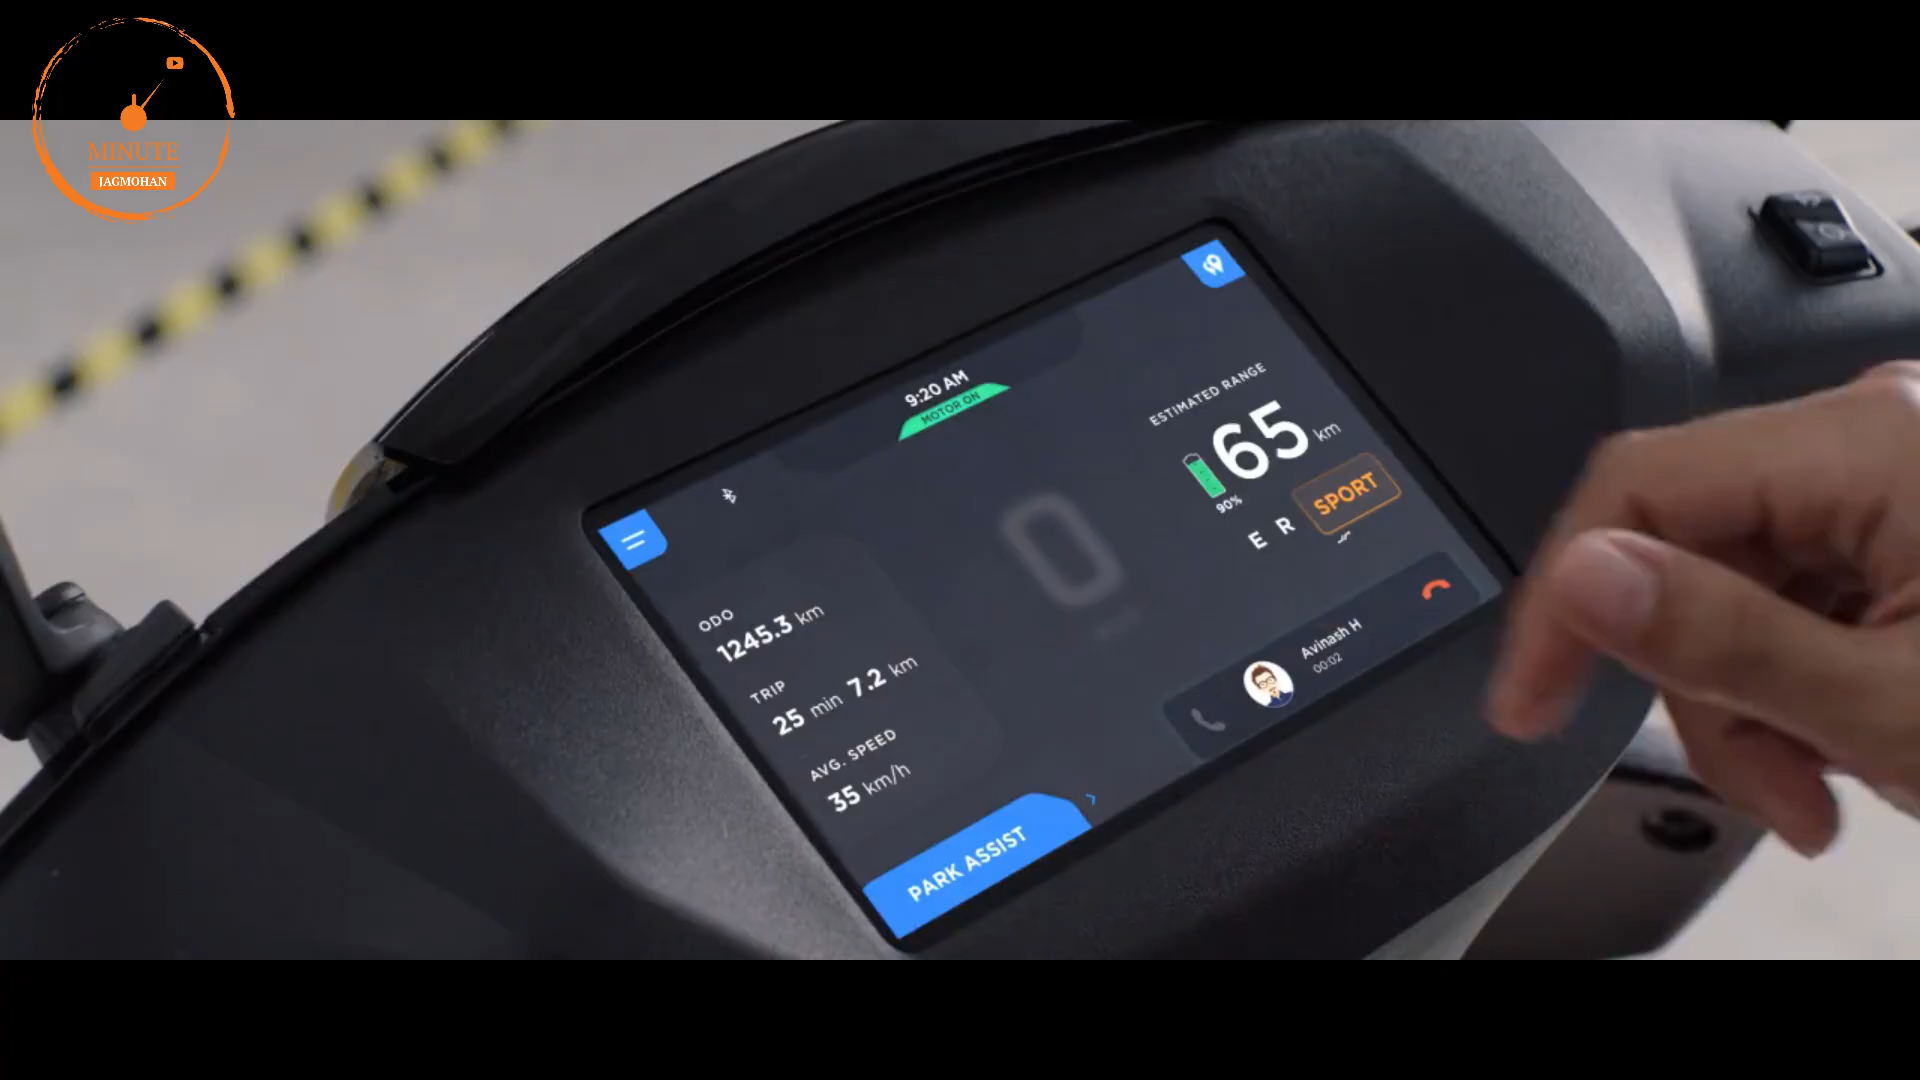 MINUTE
JAGMOHAN
9:20 AM
MOTOR ON
ESTIMATED RANGE
65 km
90%
E R SPORT
0
ODO
1245.3 km
TRIP
25 min 7.2 km
AVG. SPEED
35 km/h
Avinash H
00:02
PARK ASSIST